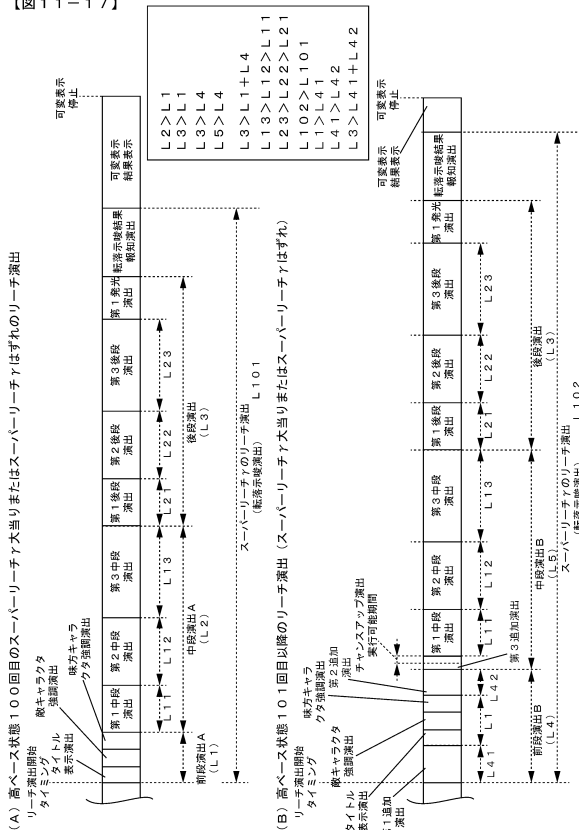 【図11-17】
(A) 高ベース状態100回目のスーパーリーチγ大当りまたはスーパーリーチγはずれのリーチ演出
リーチ演出開始
タイミング
タイトル
表示演出
敵キャラクタ
強調演出
味方キャラ
クタ強調演出
第1中段
演出
第2中段
演出
第3中段
演出
第1後段
演出
第2後段
演出
第3後段
演出
第1発光
演出
転落示唆結果
報知演出
可変表示
結果表示
可変表示
停止
L11
L12
L13
L21
L22
L23
前段演出A
(L1)
中段演出A
(L2)
後段演出
(L3)
スーパーリーチγのリーチ演出
(転落示唆演出)
L101
L2>L1
L3>L1
L3>L4
L5>L4
L3>L1+L4
L13>L12>L11
L23>L22>L21
L102>L101
L1>L41
L41>L42
L3>L41+L42
(B) 高ベース状態101回目以降のリーチ演出 (スーパーリーチγ大当りまたはスーパーリーチγはずれ)
リーチ演出開始
タイミング
1追加
演出
タイトル
表示演出
敵キャラクタ
強調演出
味方キャラ
クタ強調演出
第2追加
演出
チャンスアップ演出
実行可能期間
第3追加演出
第1中段
演出
第2中段
演出
第3中段
演出
第1後段
演出
第2後段
演出
第3後段
演出
第1発光
演出
転落示唆結果
報知演出
可変表示
結果表示
可変表示
停止
L41
L1
L42
L11
L12
L13
L21
L22
L23
前段演出B
(L4)
中段演出B
(L5)
後段演出
(L3)
スーパーリーチγのリーチ演出
(転落示唆演出)
L102